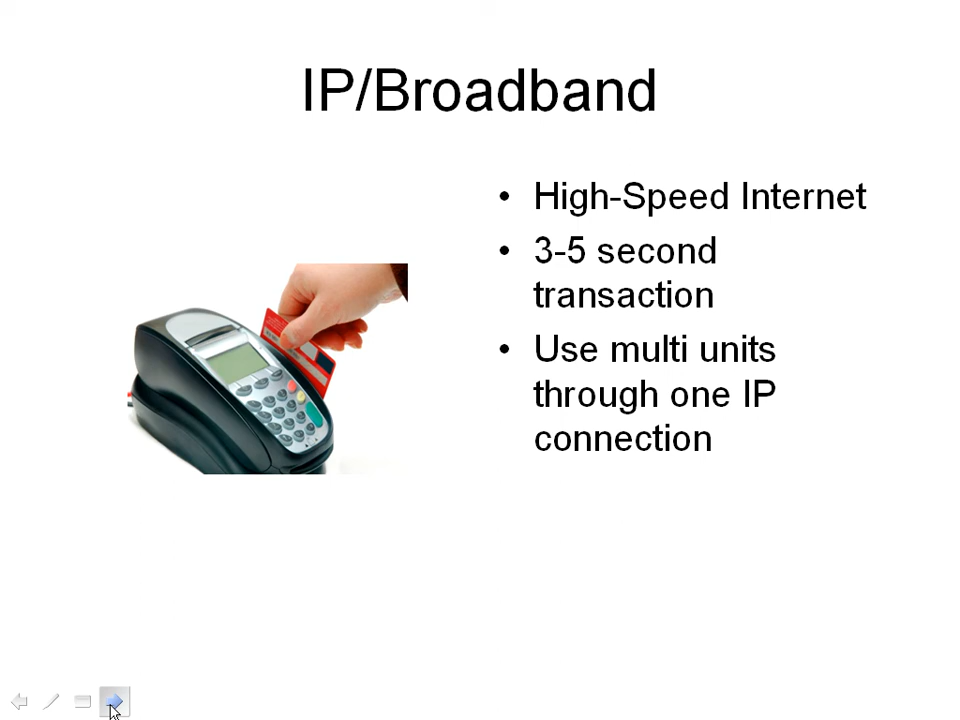 IP/Broadband
• High-Speed Internet
• 3-5 second
transaction
• Use multi units
through one IP
connection